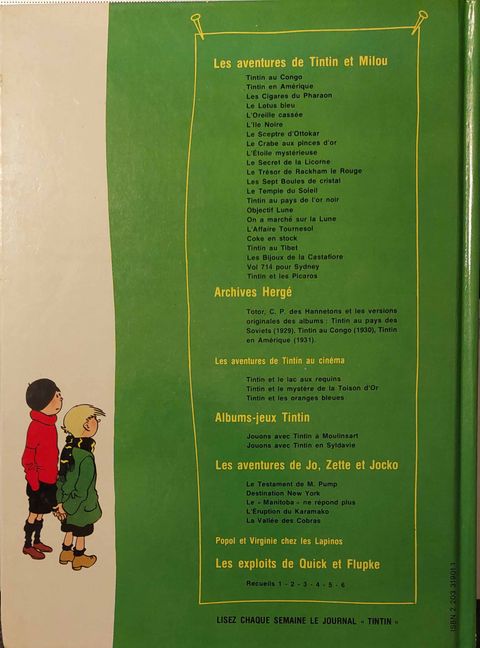 Les aventures de Tintin et Milou
Tintin au Congo
Tintin en Amérique
Les Cigares du Pharaon
Le Lotus bleu
L'Oreille cassée
L'Ile Noire
Le Sceptre d'Ottokar
Le Crabe aux pinces d'or
L'Étoile mystérieuse
Le Secret de la Licorne
Le Trésor de Rackham le Rouge
Les Sept Boules de cristal
Le Temple du Soleil
Tintin au pays de l'or noir
Objectif Lune
On a marché sur la Lune
L'Affaire Tournesol
Coke en stock
Tintin au Tibet
Les Bijoux de la Castafiore
Vol 714 pour Sydney
Tintin et les Picaros
Archives Hergé
Totor, C. P. des Hannetons et les versions
originales des albums : Tintin au pays des
Soviets (1929), Tintin au Congo (1930), Tintin
en Amérique (1931).
Les aventures de Tintin au cinéma
Tintin et le lac aux requins
Tintin et le mystère de la Toison d'Or
Tintin et les oranges bleues
Albums-jeux Tintin
Jouons avec Tintin à Moulinsart
Jouons avec Tintin en Syldavie
Les aventures de Jo, Zette et Jocko
Le Testament de M. Pump
Destination New York
Le « Manitoba » ne répond plus
L'Éruption du Karamako
La Vallée des Cobras
Popol et Virginie chez les Lapinos
Les exploits de Quick et Flupke
Recueils 1 - 2 - 3 - 4 - 5 - 6
LISEZ CHAQUE SEMAINE LE JOURNAL « TINTIN »
ISBN 2 203 31901 1